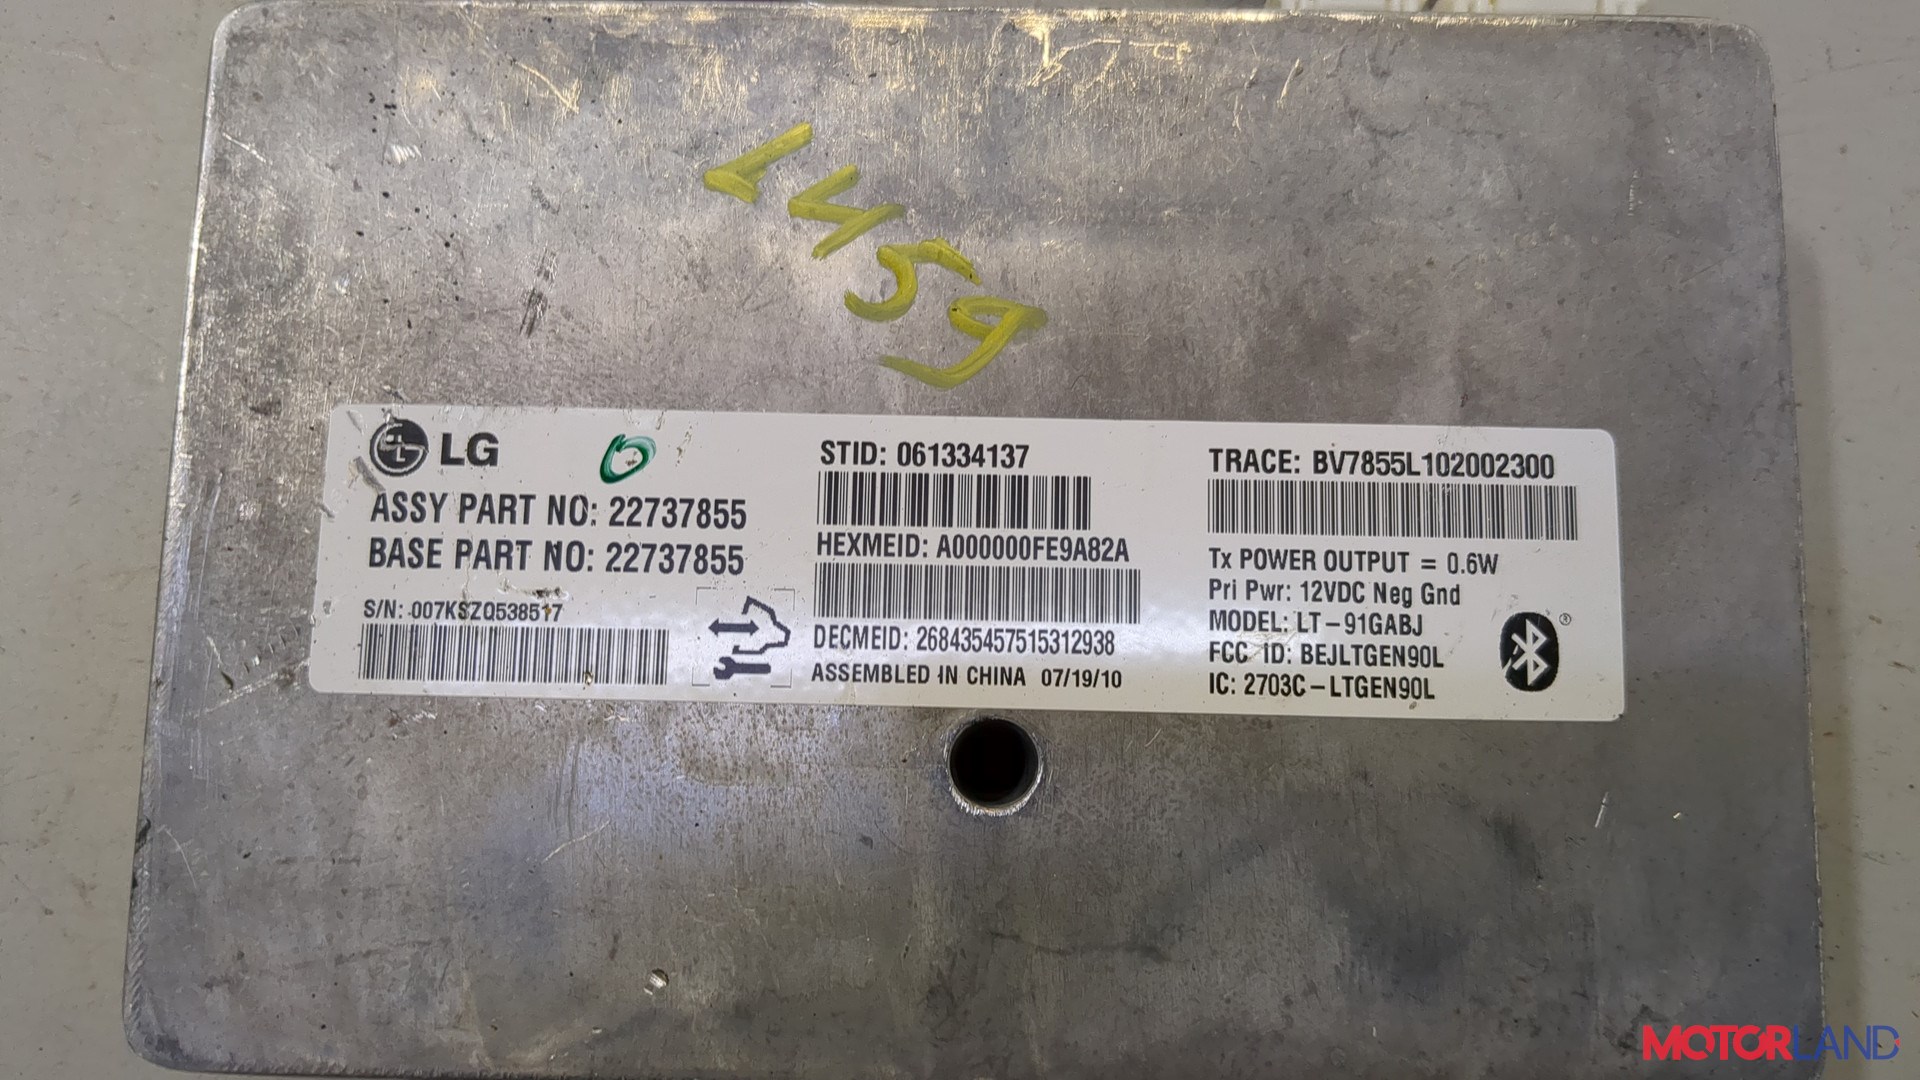 L459
LG
ASSY PART NO: 22737855
BASE PART NO: 22737855
S/N: 007KSZQ538517
STID: 061334137
HEXMEID: A000000FE9A82A
DECMEID: 268435457515312938
ASSEMBLED IN CHINA 07/19/10
TRACE: BV7855L102002300
Tx POWER OUTPUT = 0.6W
Pri Pwr: 12VDC Neg Gnd
MODEL: LT-91GABJ
FCC ID: BEJLTGEN90L
IC: 2703C-LTGEN90L
®
MOTORLAND